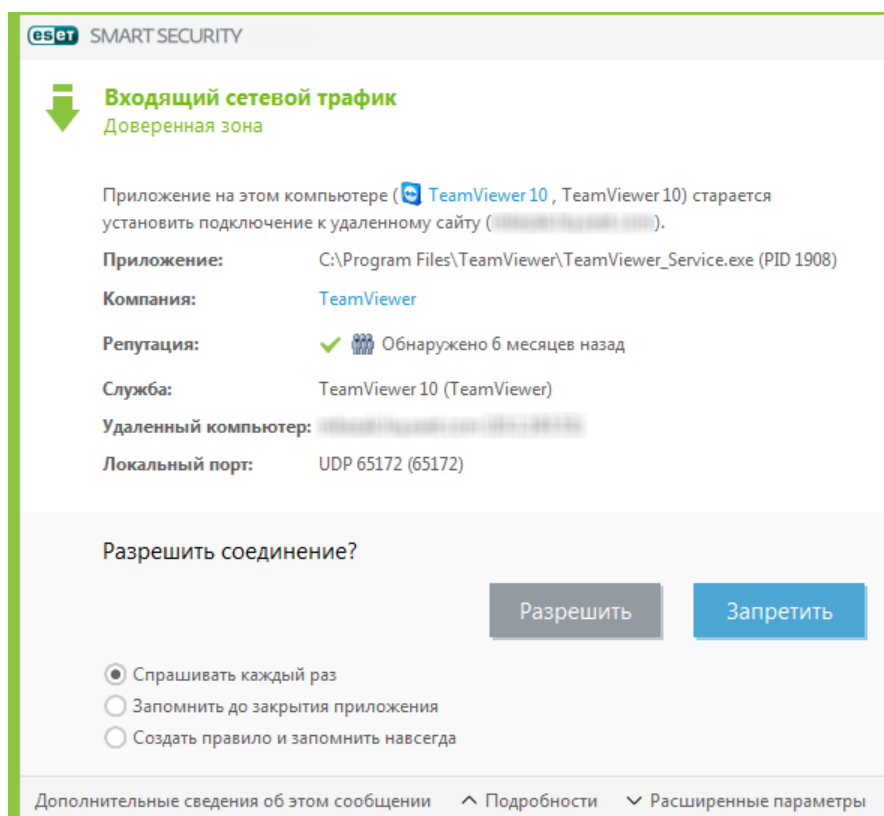 eset SMART SECURITY
Входящий сетевой трафик
Доверенная зона
Приложение на этом компьютере ( TeamViewer 10 , TeamViewer 10) старается
установить подключение к удаленному сайту ( ).
Приложение: C:\Program Files\TeamViewer\TeamViewer_Service.exe (PID 1908)
Компания: TeamViewer
Репутация: Обнаружено 6 месяцев назад
Служба: TeamViewer 10 (TeamViewer)
Удаленный компьютер:
Локальный порт: UDP 65172 (65172)
Разрешить соединение?
Разрешить Запретить
Спрашивать каждый раз
Запомнить до закрытия приложения
Создать правило и запомнить навсегда
Дополнительные сведения об этом сообщении Подробности Расширенные параметры